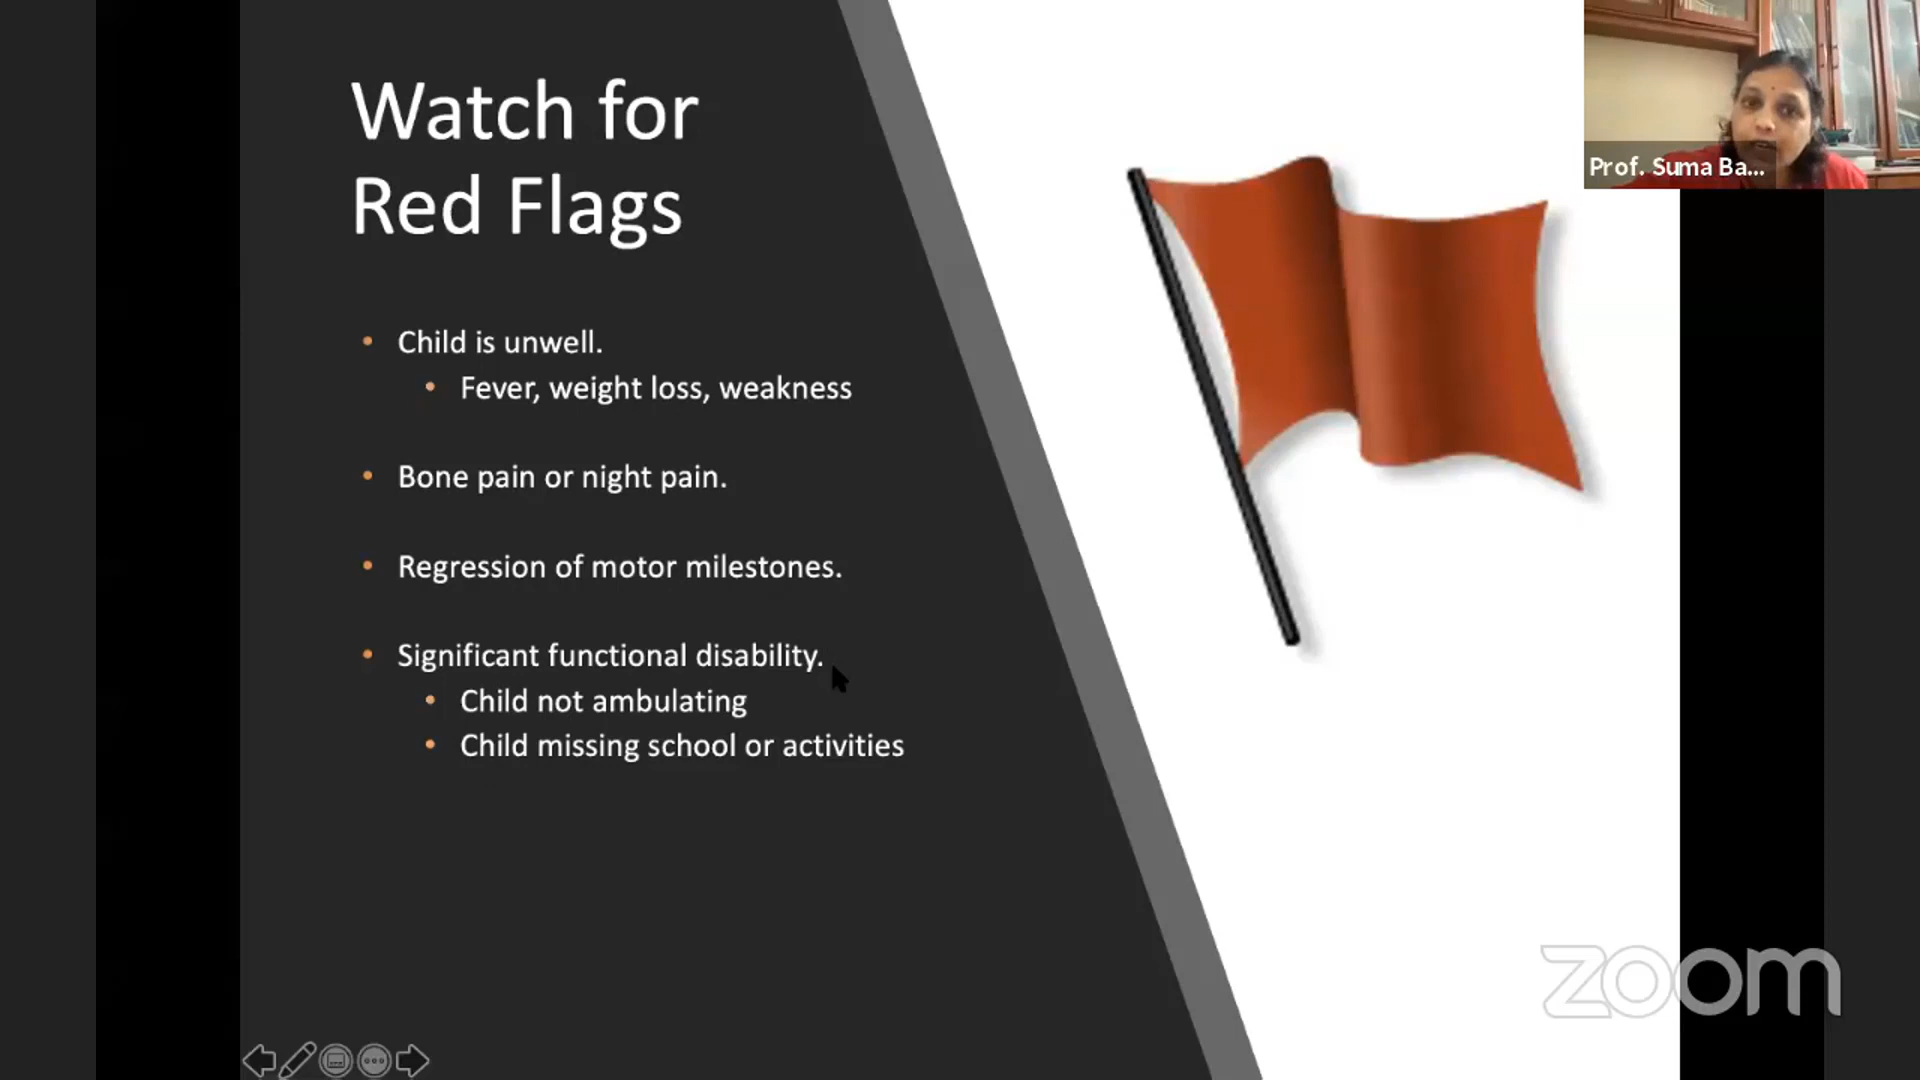 Watch for
Red Flags
Prof. Suma Ba...
• Child is unwell.
• Fever, weight loss, weakness
• Bone pain or night pain.
• Regression of motor milestones.
• Significant functional disability.
• Child not ambulating
• Child missing school or activities
zoom